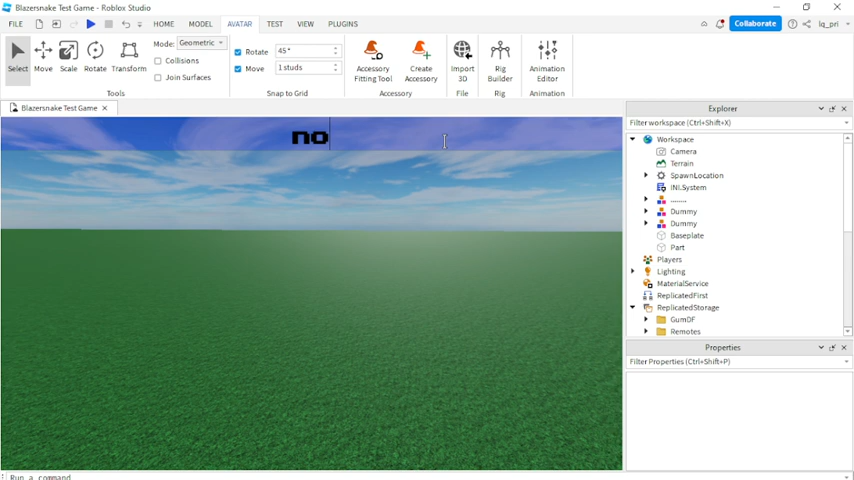 Blazersnake Test Game - Roblox Studio
FILE HOME MODEL AVATAR TEST VIEW PLUGINS Collaborate lq_pri
Select Move Scale Rotate Transform
Mode: Geometric
Collisions
Join Surfaces
Tools
Rotate 45°
Move 1 studs
Snap to Grid
Accessory Fitting Tool
Create Accessory
Accessory
Import 3D
File
Rig Builder
Rig
Animation Editor
Animation
Blazersnake Test Game
no
Explorer
Filter workspace (Ctrl+Shift+X)
Workspace
Camera
Terrain
SpawnLocation
INI.System
........
Dummy
Dummy
Baseplate
Part
Players
Lighting
MaterialService
ReplicatedFirst
ReplicatedStorage
GumDF
Remotes
Properties
Filter Properties (Ctrl+Shift+P)
Run a command